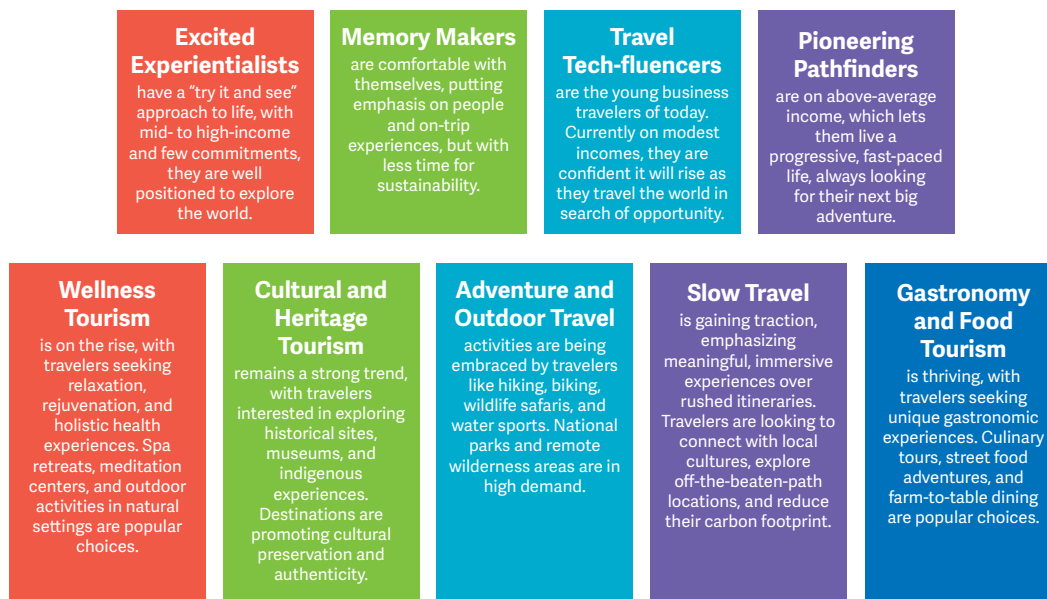 Excited
Experientialists
have a "try it and see"
approach to life, with
mid- to high-income
and few commitments,
they are well
positioned to explore
the world.
Memory Makers
are comfortable with
themselves, putting
emphasis on people
and on-trip
experiences, but with
less time for
sustainability.
Travel
Tech-fluencers
are the young business
travelers of today.
Currently on modest
incomes, they are
confident it will rise as
they travel the world in
search of opportunity.
Pioneering
Pathfinders
are on above-average
income, which lets
them live a
progressive, fast-paced
life, always looking
for their next big
adventure.
Wellness
Tourism
is on the rise, with
travelers seeking
relaxation,
rejuvenation, and
holistic health
experiences. Spa
retreats, meditation
centers, and outdoor
activities in natural
settings are popular
choices.
Cultural and
Heritage
Tourism
remains a strong trend,
with travelers
interested in exploring
historical sites,
museums, and
indigenous
experiences.
Destinations are
promoting cultural
preservation and
authenticity.
Adventure and
Outdoor Travel
activities are being
embraced by travelers
like hiking, biking,
wildlife safaris, and
water sports. National
parks and remote
wilderness areas are in
high demand.
Slow Travel
is gaining traction,
emphasizing
meaningful, immersive
experiences over
rushed itineraries.
Travelers are looking to
connect with local
cultures, explore
off-the-beaten-path
locations, and reduce
their carbon footprint.
Gastronomy
and Food
Tourism
is thriving, with
travelers seeking
unique gastronomic
experiences. Culinary
tours, street food
adventures, and
farm-to-table dining
are popular choices.